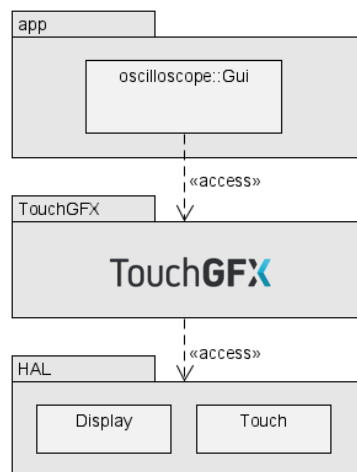 app
oscilloscope::Gui
«access»
TouchGFX
TouchGFX
«access»
HAL
Display
Touch